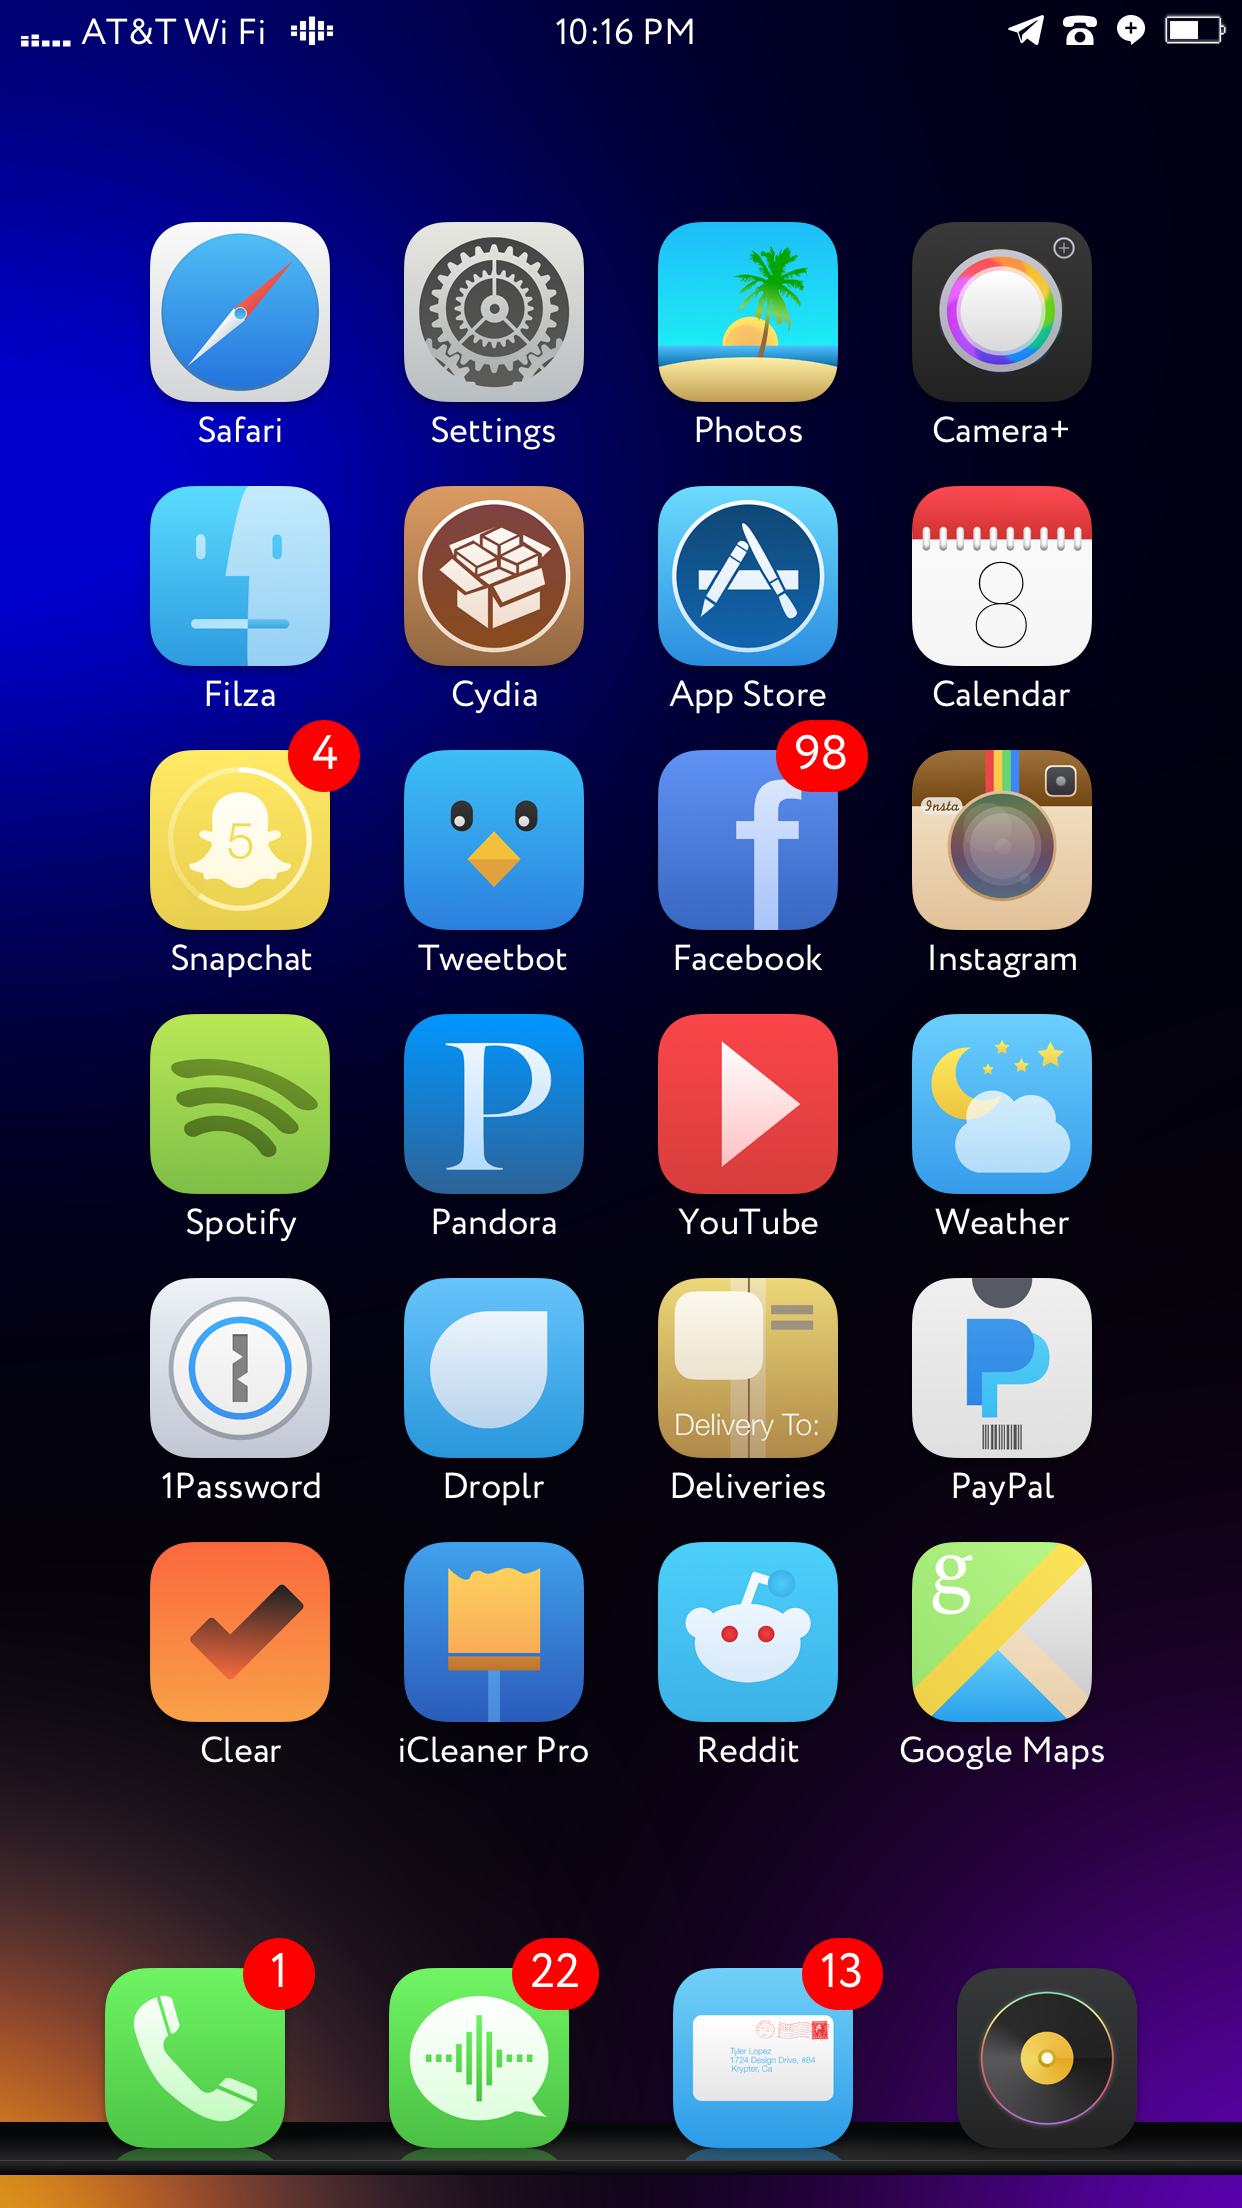 AT&T Wi Fi 10:16 PM
Safari Settings Photos Camera+
8
Filza Cydia App Store Calendar
4 98
Insta
5 f
Snapchat Tweetbot Facebook Instagram
P
Spotify Pandora YouTube Weather
Delivery To:
1Password Droplr Deliveries PayPal
g
Clear iCleaner Pro Reddit Google Maps
1 22 13
Tyler Lopez
1724 Design Drive, #84
Krypter, Ca